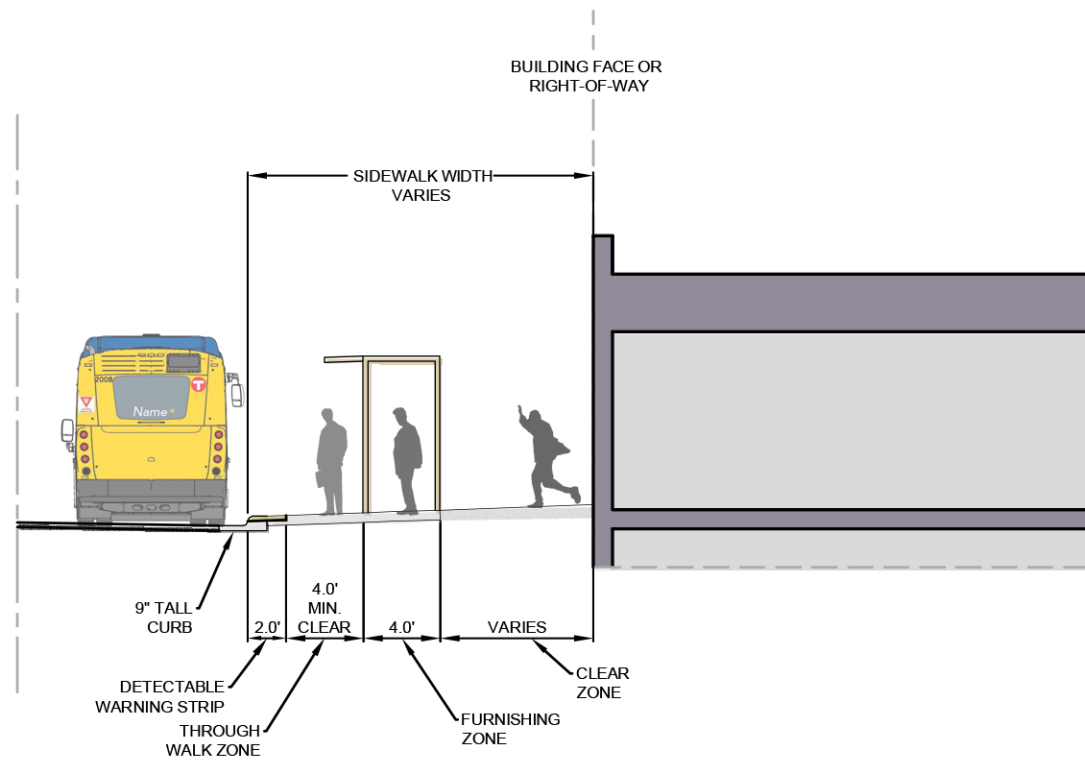 BUILDING FACE OR
RIGHT-OF-WAY
SIDEWALK WIDTH
VARIES
2008
T
Name
9" TALL
CURB
2.0'
4.0'
MIN.
CLEAR
4.0'
VARIES
DETECTABLE
WARNING STRIP
THROUGH
WALK ZONE
FURNISHING
ZONE
CLEAR
ZONE